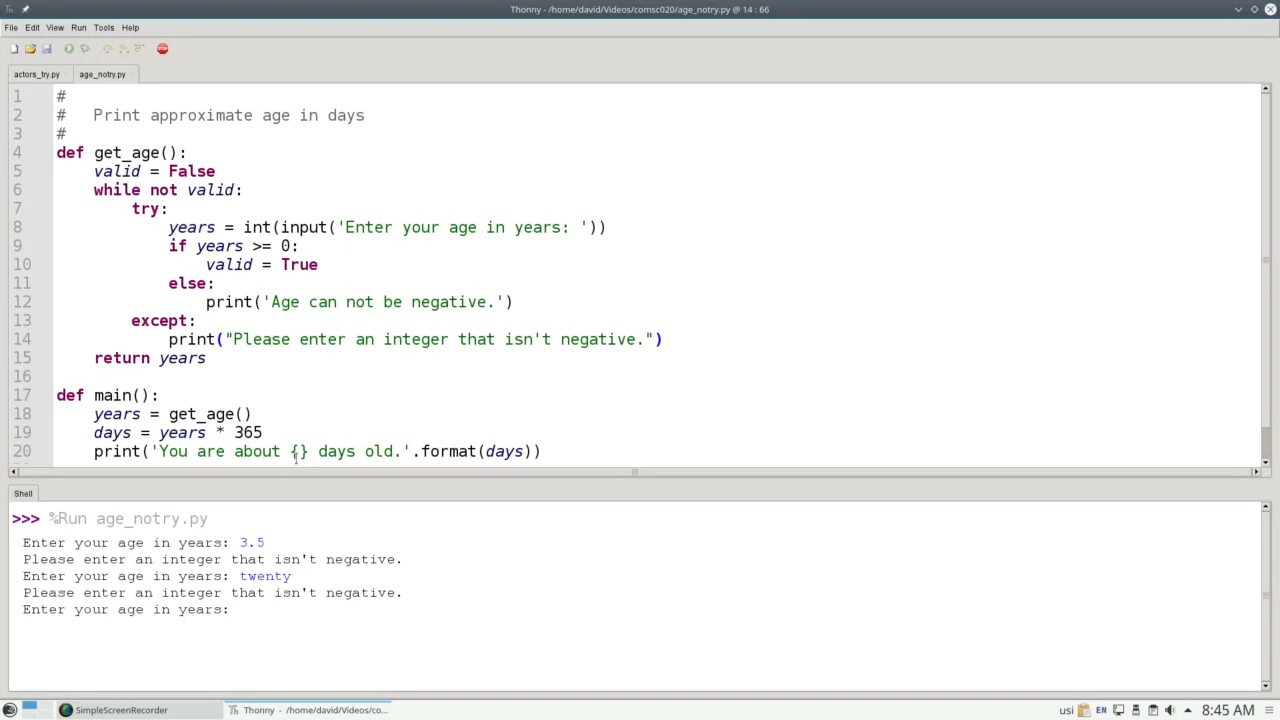 Thonny - /home/david/Videos/comsc020/age_notry.py @ 14 : 66
File Edit View Run Tools Help
actors_try.py age_notry.py
1 #
2 #   Print approximate age in days
3 #
4 def get_age():
5     valid = False
6     while not valid:
7         try:
8             years = int(input('Enter your age in years: '))
9             if years >= 0:
10                 valid = True
11             else:
12                 print('Age can not be negative.')
13         except:
14             print("Please enter an integer that isn't negative.")
15     return years
16
17 def main():
18     years = get_age()
19     days = years * 365
20     print('You are about {} days old.'.format(days))
Shell
>>> %Run age_notry.py
Enter your age in years: 3.5
Please enter an integer that isn't negative.
Enter your age in years: twenty
Please enter an integer that isn't negative.
Enter your age in years:
SimpleScreenRecorder Thonny - /home/david/Videos/co... usi EN 8:45 AM